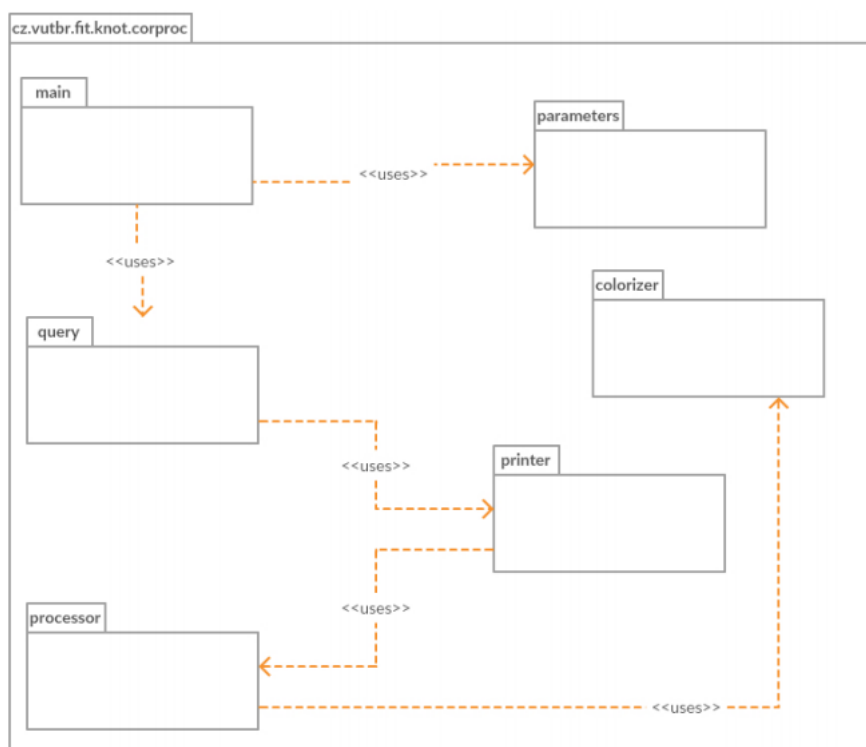 cz.vutbr.fit.knot.corproc
main
parameters
<<uses>>
<<uses>>
colorizer
query
printer
<<uses>>
<<uses>>
processor
<<uses>>